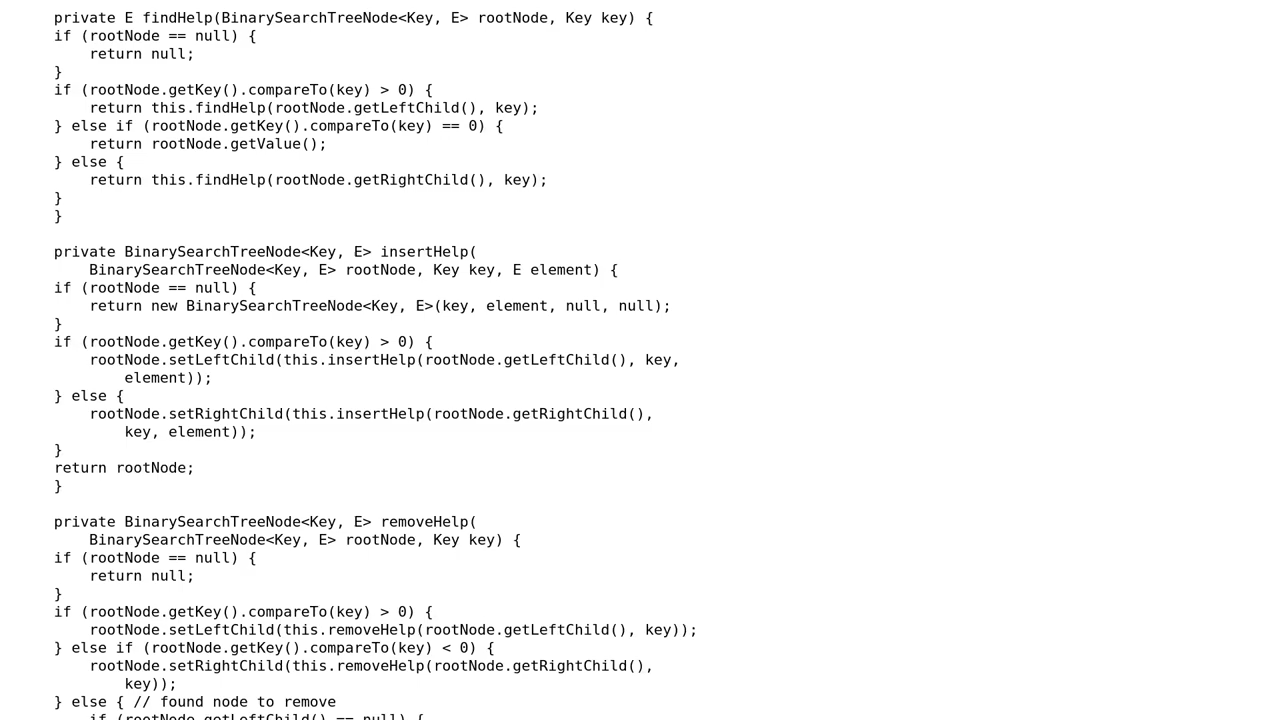 private E findHelp(BinarySearchTreeNode<Key, E> rootNode, Key key) {
if (rootNode == null) {
    return null;
}
if (rootNode.getKey().compareTo(key) > 0) {
    return this.findHelp(rootNode.getLeftChild(), key);
} else if (rootNode.getKey().compareTo(key) == 0) {
    return rootNode.getValue();
} else {
    return this.findHelp(rootNode.getRightChild(), key);
}
}

private BinarySearchTreeNode<Key, E> insertHelp(
    BinarySearchTreeNode<Key, E> rootNode, Key key, E element) {
if (rootNode == null) {
    return new BinarySearchTreeNode<Key, E>(key, element, null, null);
}
if (rootNode.getKey().compareTo(key) > 0) {
    rootNode.setLeftChild(this.insertHelp(rootNode.getLeftChild(), key,
        element));
} else {
    rootNode.setRightChild(this.insertHelp(rootNode.getRightChild(),
        key, element));
}
return rootNode;
}

private BinarySearchTreeNode<Key, E> removeHelp(
    BinarySearchTreeNode<Key, E> rootNode, Key key) {
if (rootNode == null) {
    return null;
}
if (rootNode.getKey().compareTo(key) > 0) {
    rootNode.setLeftChild(this.removeHelp(rootNode.getLeftChild(), key));
} else if (rootNode.getKey().compareTo(key) < 0) {
    rootNode.setRightChild(this.removeHelp(rootNode.getRightChild(),
        key));
} else { // found node to remove
    if (rootNode.getLeftChild() == null) {